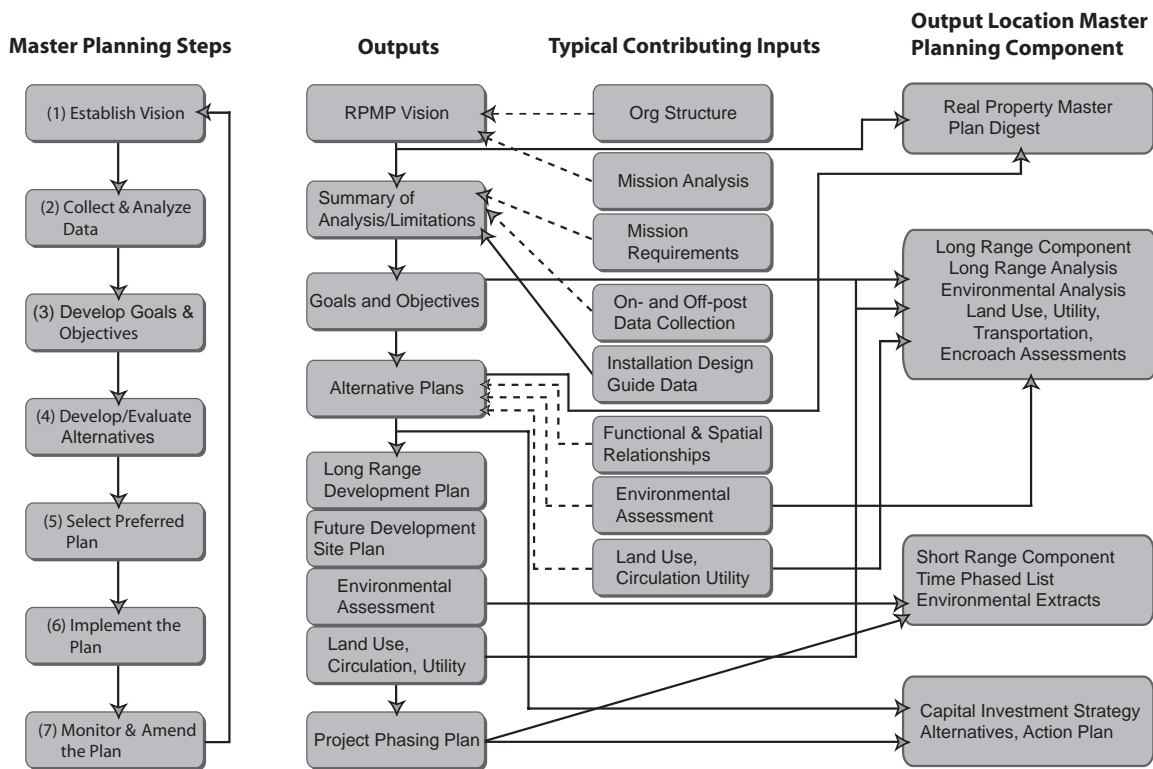 Master Planning Steps
Outputs
Typical Contributing Inputs
Output Location Master
Planning Component
(1) Establish Vision
(2) Collect & Analyze
Data
(3) Develop Goals &
Objectives
(4) Develop/Evaluate
Alternatives
(5) Select Preferred
Plan
(6) Implement the
Plan
(7) Monitor & Amend
the Plan
RPMP Vision
Summary of
Analysis/Limitations
Goals and Objectives
Alternative Plans
Long Range
Development Plan
Future Development
Site Plan
Environmental
Assessment
Land Use,
Circulation, Utility
Project Phasing Plan
Org Structure
Mission Analysis
Mission
Requirements
On- and Off-post
Data Collection
Installation Design
Guide Data
Functional & Spatial
Relationships
Environmental
Assessment
Land Use,
Circulation Utility
Real Property Master
Plan Digest
Long Range Component
Long Range Analysis
Environmental Analysis
Land Use, Utility,
Transportation,
Encroach Assessments
Short Range Component
Time Phased List
Environmental Extracts
Capital Investment Strategy
Alternatives, Action Plan